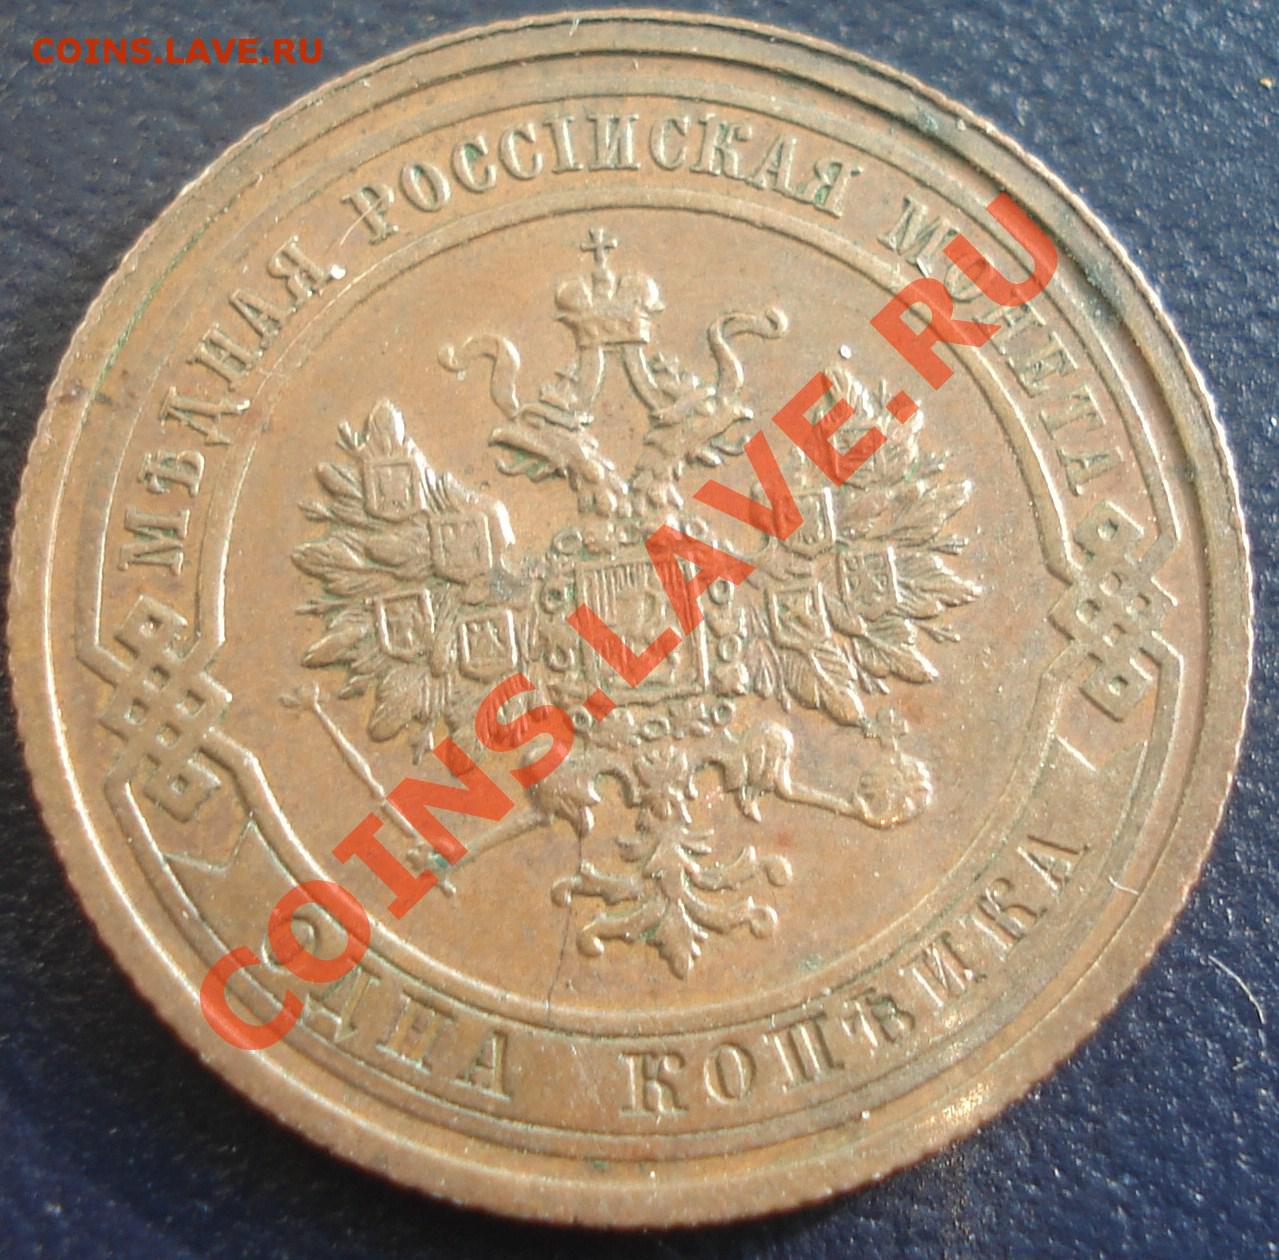 COINS.LAVE.RU
МѢДНАЯ РОССІЙСКАЯ МОНЕТА
ОДНА КОПѢЙКА
COINS.LAVE.RU